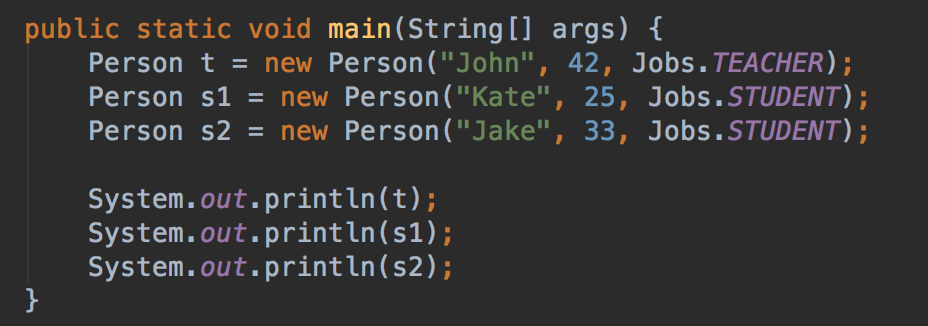 public static void main(String[] args) {
    Person t = new Person("John", 42, Jobs.TEACHER);
    Person s1 = new Person("Kate", 25, Jobs.STUDENT);
    Person s2 = new Person("Jake", 33, Jobs.STUDENT);

    System.out.println(t);
    System.out.println(s1);
    System.out.println(s2);
}